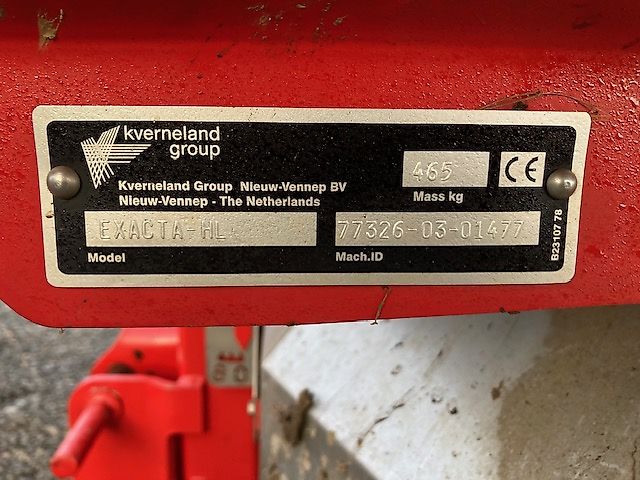 kverneland
group
465
CE
Kverneland Group Nieuw-Vennep BV
Nieuw-Vennep - The Netherlands
Mass kg
EXACTA-HL
77326-03-01477
Model
Mach.ID
B23107 78
80